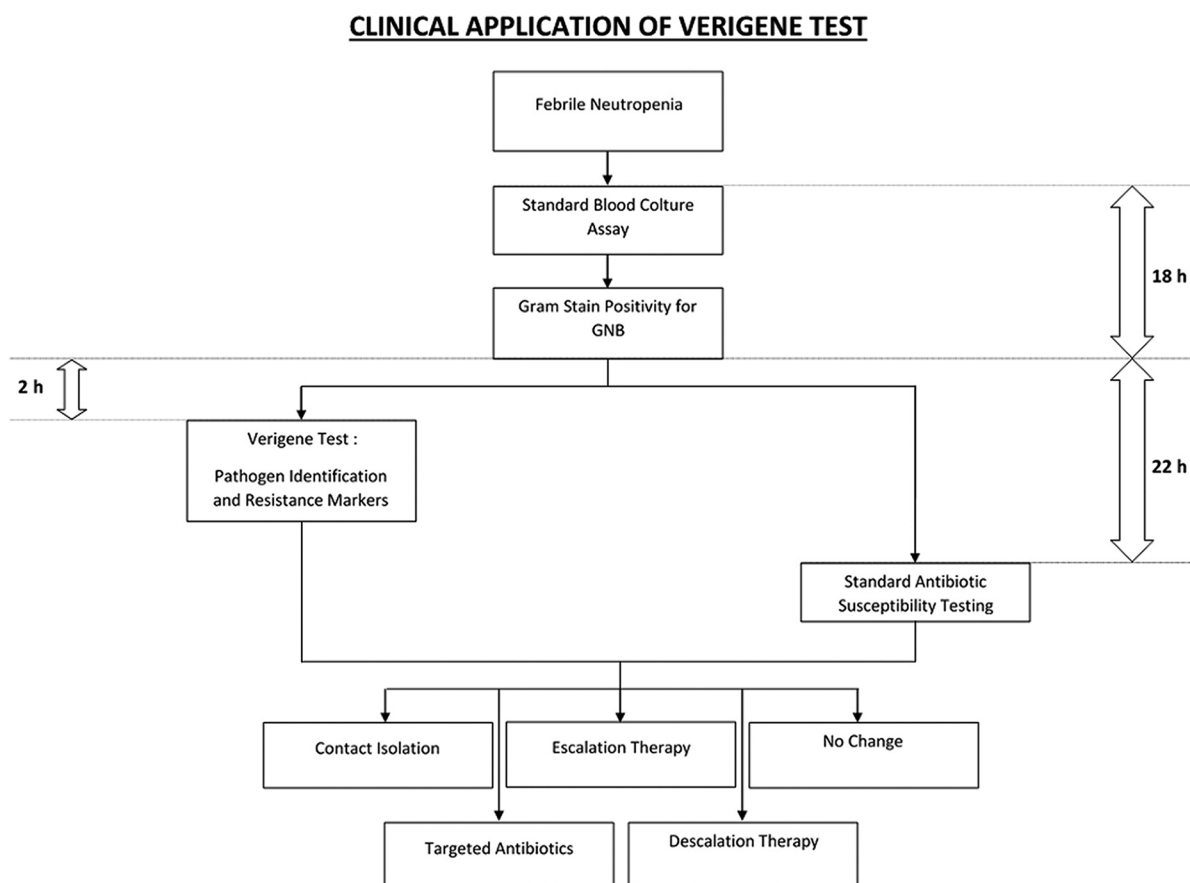 CLINICAL APPLICATION OF VERIGENE TEST
Febrile Neutropenia
Standard Blood Colture
Assay
18 h
Gram Stain Positivity for
GNB
2 h
Verigene Test :
Pathogen Identification
and Resistance Markers
22 h
Standard Antibiotic
Susceptibility Testing
Contact Isolation
Escalation Therapy
No Change
Targeted Antibiotics
Descalation Therapy